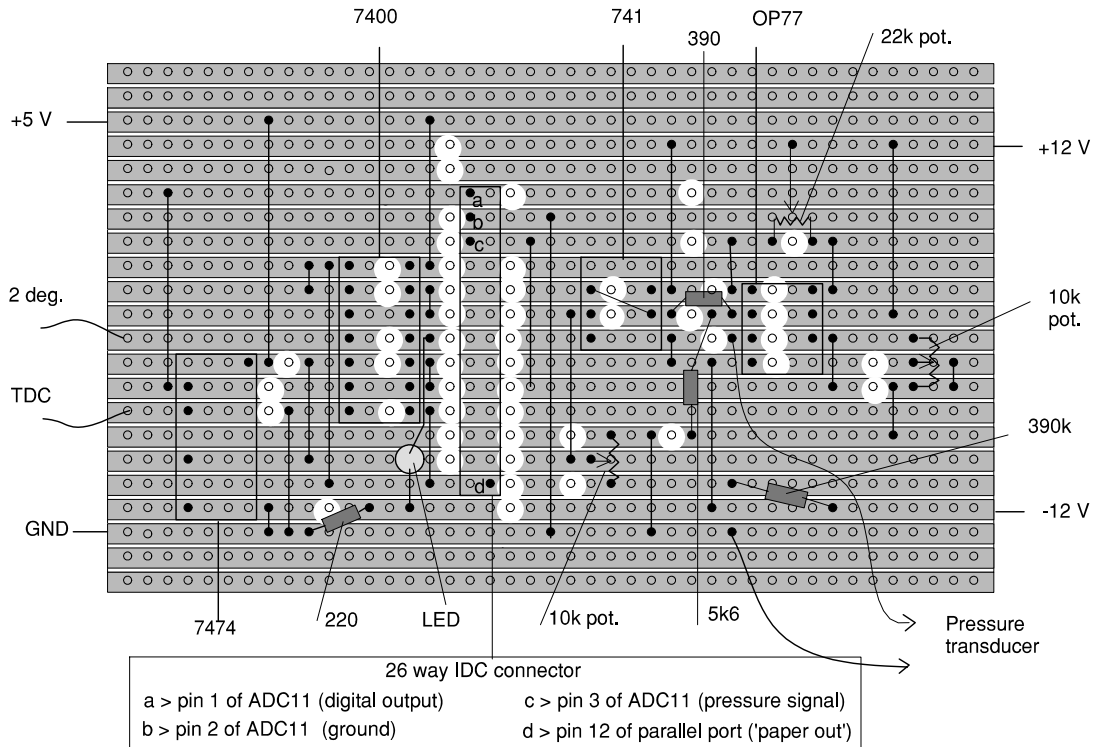 7400
741
OP77
390
22k pot.
+5 V
+12 V
a
b
c
2 deg.
10k
pot.
TDC
390k
d
GND
-12 V
7474
220
LED
10k pot.
5k6
Pressure
transducer
26 way IDC connector
a > pin 1 of ADC11 (digital output)
c > pin 3 of ADC11 (pressure signal)
b > pin 2 of ADC11 (ground)
d > pin 12 of parallel port ('paper out')